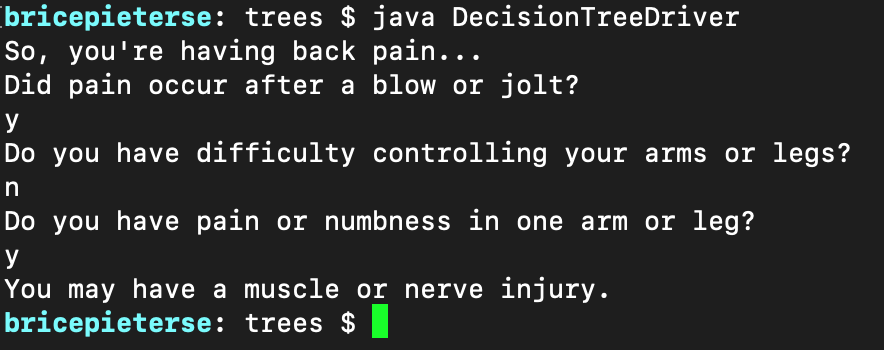 bricepieterse: trees $ java DecisionTreeDriver
So, you're having back pain...
Did pain occur after a blow or jolt?
y
Do you have difficulty controlling your arms or legs?
n
Do you have pain or numbness in one arm or leg?
y
You may have a muscle or nerve injury.
bricepieterse: trees $